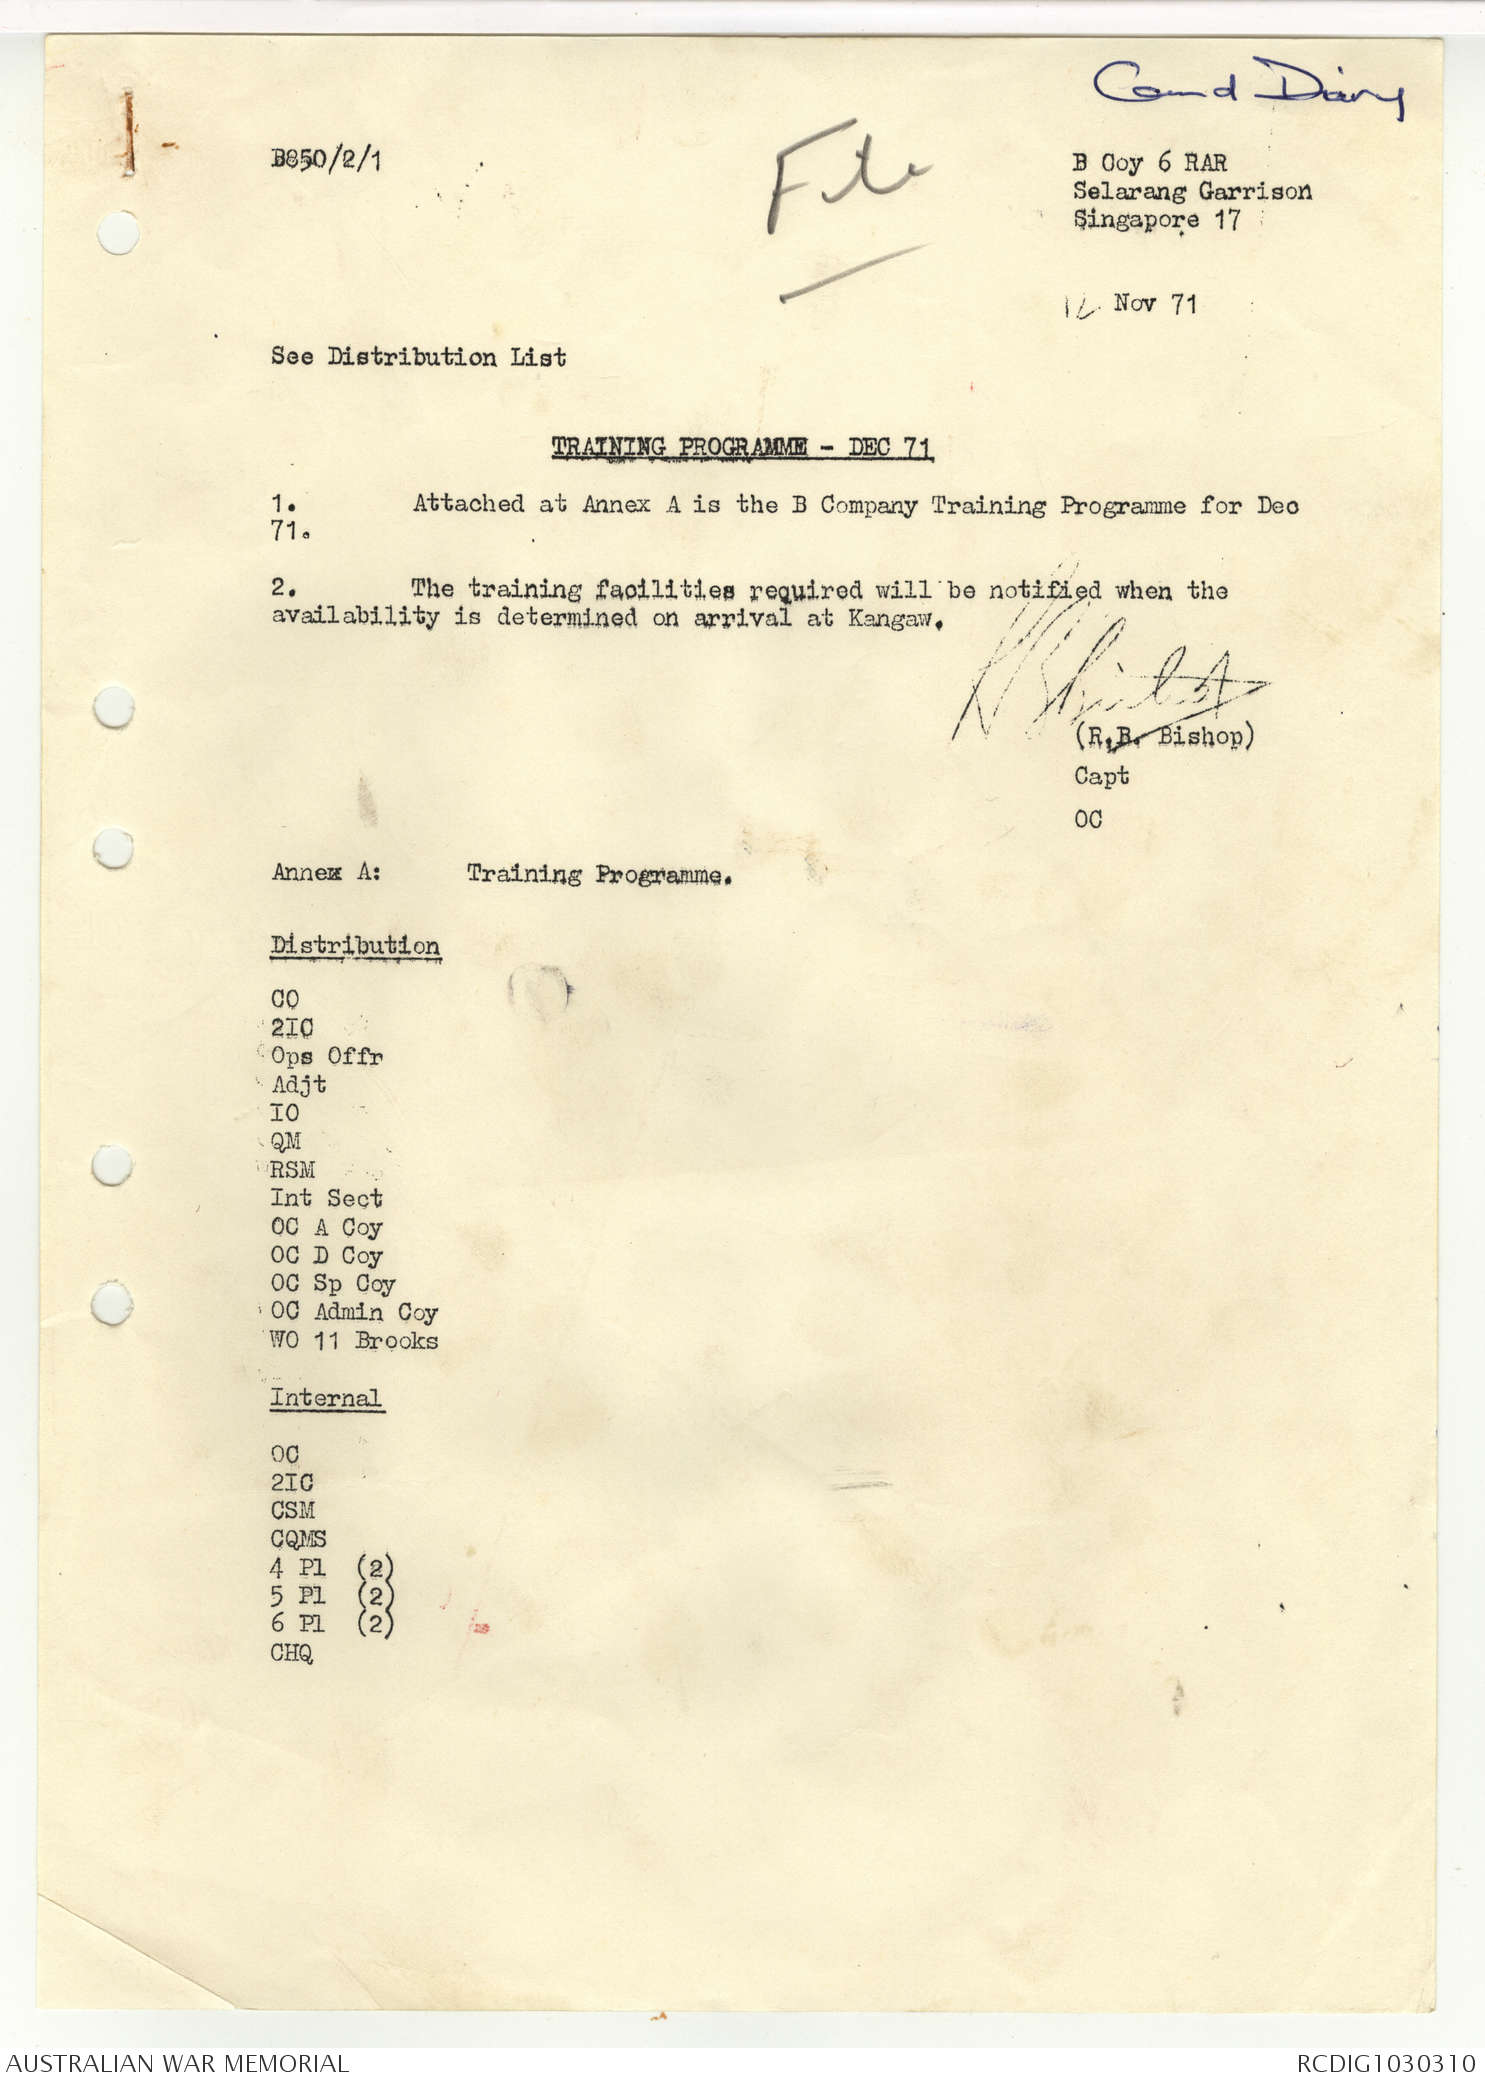 Comd Diary
B850/2/1
File
B Coy 6 RAR
Selarang Garrison
Singapore 17
12 Nov 71
See Distribution List
TRAINING PROGRAMME - DEC 71
1. Attached at Annex A is the B Company Training Programme for Dec
71.
2. The training facilities required will be notified when the
availability is determined on arrival at Kangaw.
(R.B. Bishop)
Capt
OC
Annex A: Training Programme.
Distribution
CO
2IC
Ops Offr
Adjt
IO
QM
RSM
Int Sect
OC A Coy
OC D Coy
OC Sp Coy
OC Admin Coy
WO 11 Brooks
Internal
OC
2IC
CSM
CQMS
4 Pl (2)
5 Pl (2)
6 Pl (2)
CHQ
AUSTRALIAN WAR MEMORIAL
RCDIG1030310